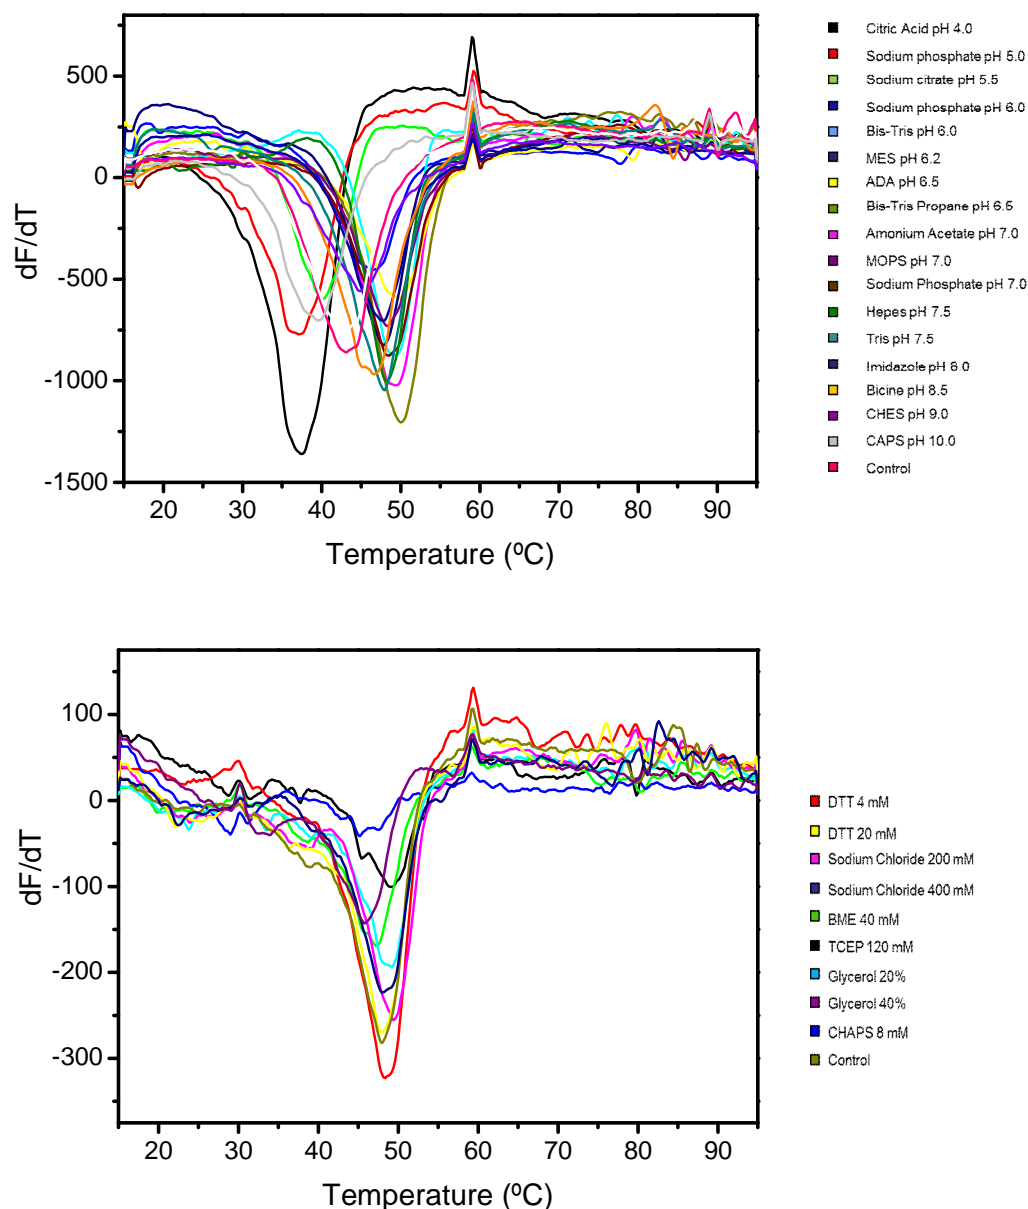 500
0
-500
-1000
-1500
dF/dT
20 30 40 50 60 70 80 90
Temperature (ºC)
Citric Acid pH 4.0
Sodium phosphate pH 5.0
Sodium citrate pH 5.5
Sodium phosphate pH 6.0
Bis-Tris pH 6.0
MES pH 6.2
ADA pH 6.5
Bis-Tris Propane pH 6.5
Amonium Acetate pH 7.0
MOPS pH 7.0
Sodium Phosphate pH 7.0
Hepes pH 7.5
Tris pH 7.5
Imidazole pH 8.0
Bicine pH 8.5
CHES pH 9.0
CAPS pH 10.0
Control
100
0
-100
-200
-300
dF/dT
20 30 40 50 60 70 80 90
Temperature (ºC)
DTT 4 mM
DTT 20 mM
Sodium Chloride 200 mM
Sodium Chloride 400 mM
BME 40 mM
TCEP 120 mM
Glycerol 20%
Glycerol 40%
CHAPS 8 mM
Control